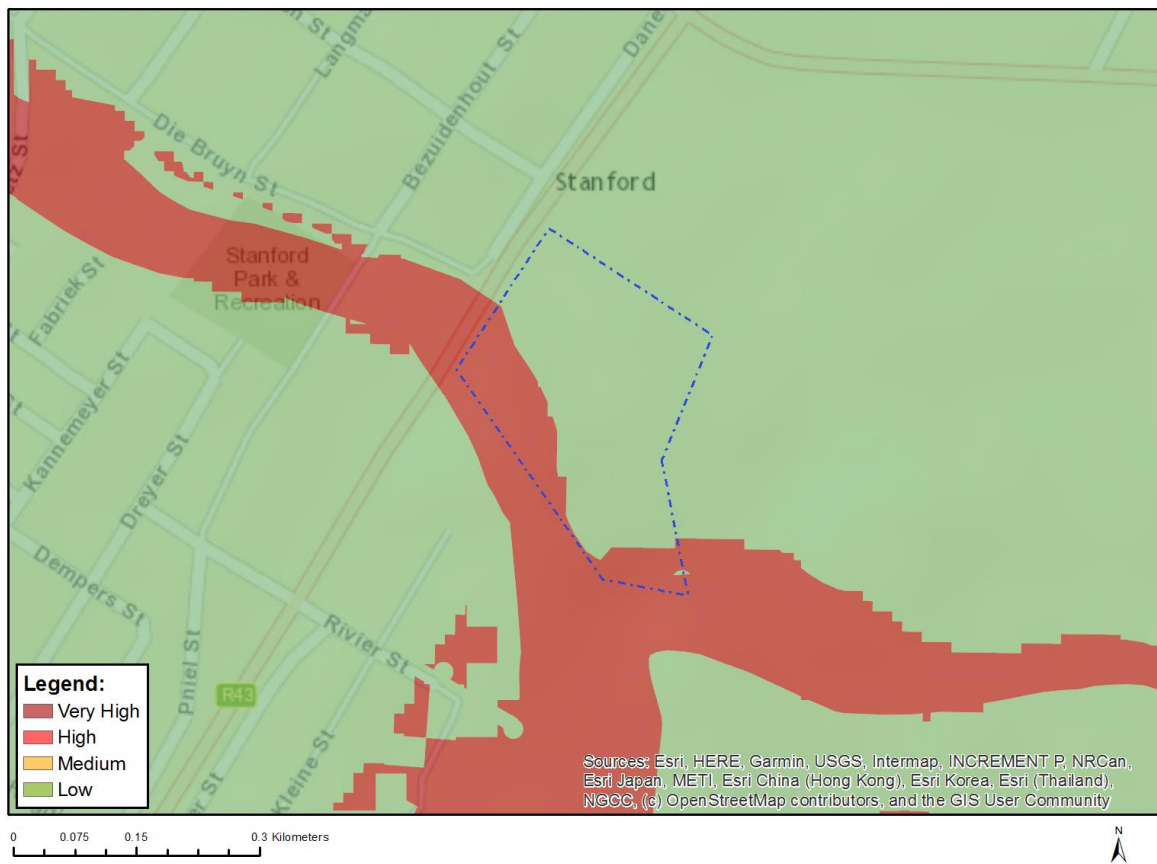 Langma
Dane
Bezuidenhout St
Die Bruyn St
etz St
Stanford
Stanford
Park &
Recreation
Fabriek St
Kannemeyer St
Dreyer St
Dempers St
Pniel St
Rivier St
R43
Kleine St
er St
Legend:
Very High
High
Medium
Low
Sources: Esri, HERE, Garmin, USGS, Intermap, INCREMENT P, NRCan,
Esri Japan, METI, Esri China (Hong Kong), Esri Korea, Esri (Thailand),
NGCC, (c) OpenStreetMap contributors, and the GIS User Community
0 0.075 0.15 0.3 Kilometers
N